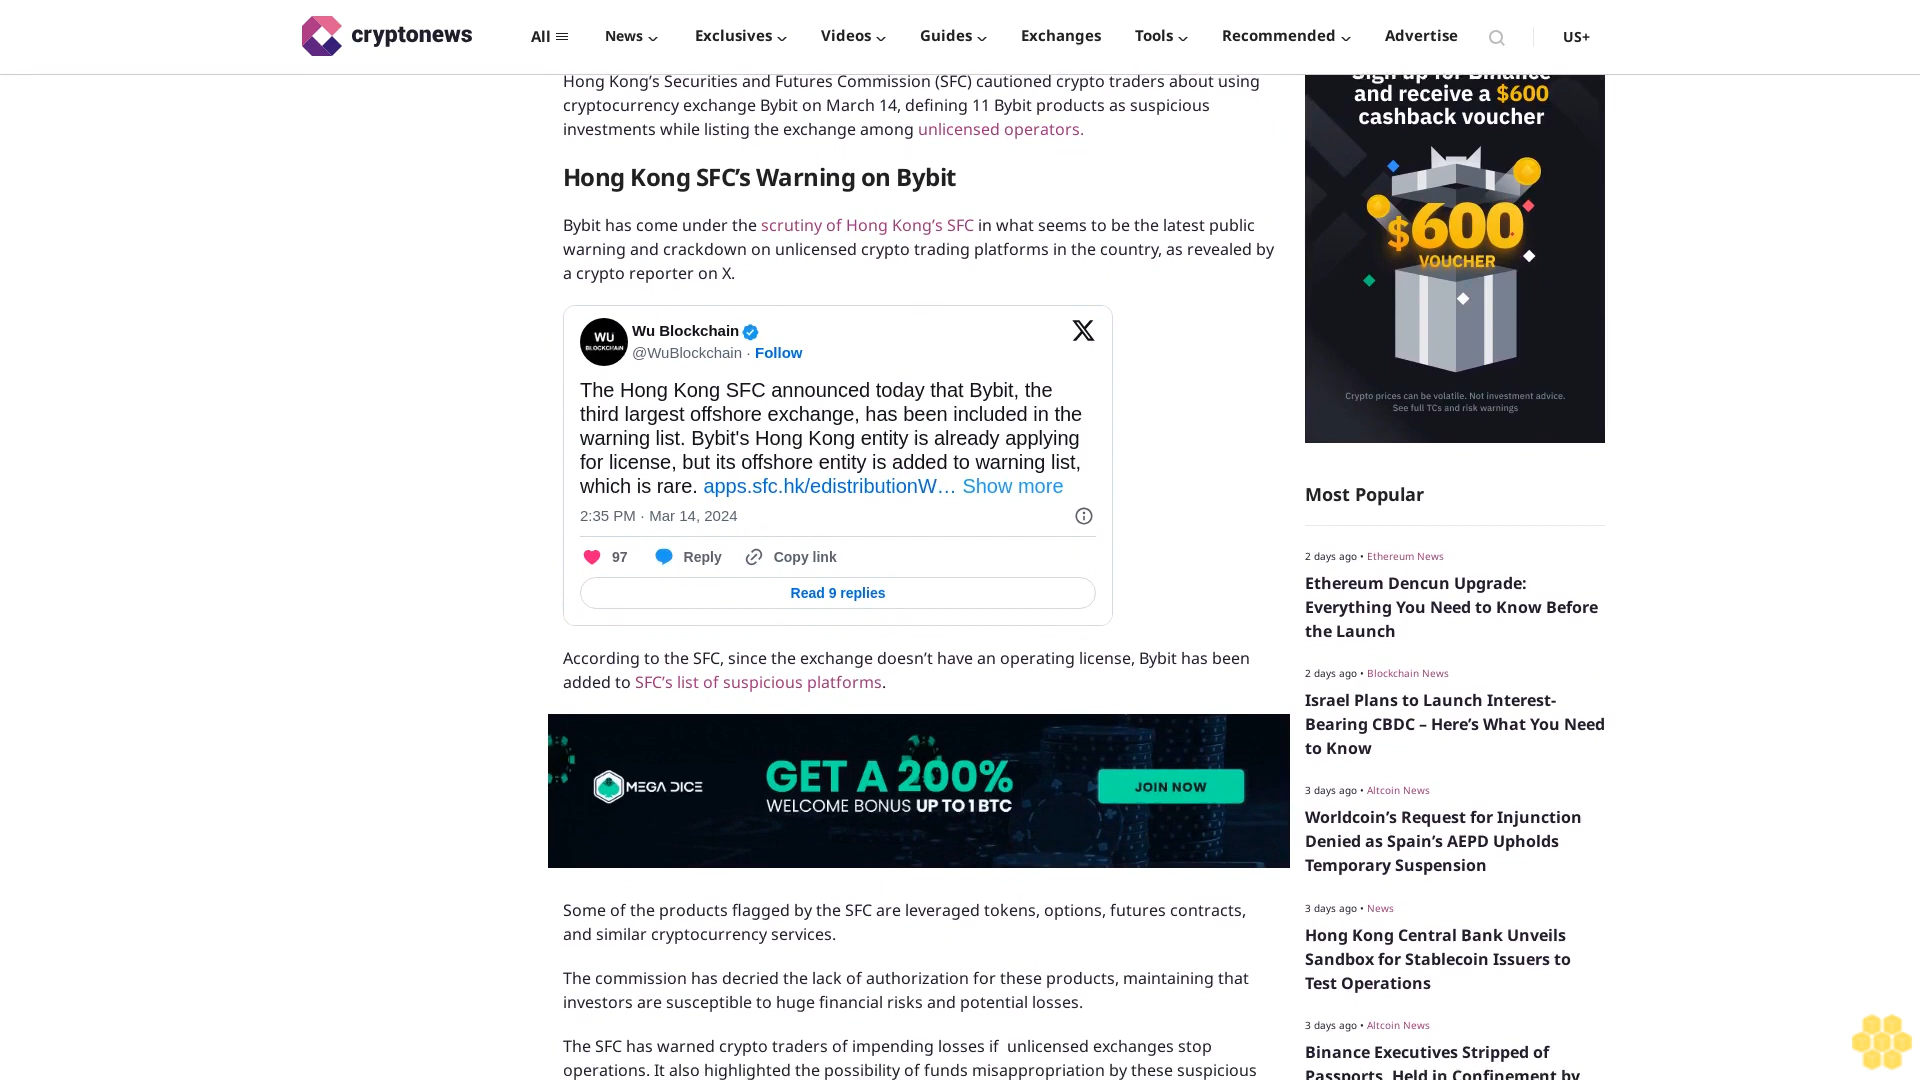 cryptonews
All
News
Exclusives
Videos
Guides
Exchanges
Tools
Recommended
Advertise
US+
Hong Kong’s Securities and Futures Commission (SFC) cautioned crypto traders about using
cryptocurrency exchange Bybit on March 14, defining 11 Bybit products as suspicious
investments while listing the exchange among unlicensed operators.
Hong Kong SFC’s Warning on Bybit
Bybit has come under the scrutiny of Hong Kong’s SFC in what seems to be the latest public
warning and crackdown on unlicensed crypto trading platforms in the country, as revealed by
a crypto reporter on X.
WU
BLOCKCHAIN
Wu Blockchain
@WuBlockchain · Follow
The Hong Kong SFC announced today that Bybit, the
third largest offshore exchange, has been included in the
warning list. Bybit's Hong Kong entity is already applying
for license, but its offshore entity is added to warning list,
which is rare. apps.sfc.hk/edistributionW… Show more
2:35 PM · Mar 14, 2024
97 Reply Copy link
Read 9 replies
According to the SFC, since the exchange doesn’t have an operating license, Bybit has been
added to SFC’s list of suspicious platforms.
MEGA DICE
GET A 200%
WELCOME BONUS UP TO 1 BTC
JOIN NOW
Some of the products flagged by the SFC are leveraged tokens, options, futures contracts,
and similar cryptocurrency services.
The commission has decried the lack of authorization for these products, maintaining that
investors are susceptible to huge financial risks and potential losses.
The SFC has warned crypto traders of impending losses if  unlicensed exchanges stop
operations. It also highlighted the possibility of funds misappropriation by these suspicious
Sign up for Binance
and receive a $600
cashback voucher
$600
VOUCHER
Crypto prices can be volatile. Not investment advice.
See full TCs and risk warnings
Most Popular
2 days ago • Ethereum News
Ethereum Dencun Upgrade:
Everything You Need to Know Before
the Launch
2 days ago • Blockchain News
Israel Plans to Launch Interest-
Bearing CBDC – Here’s What You Need
to Know
3 days ago • Altcoin News
Worldcoin’s Request for Injunction
Denied as Spain’s AEPD Upholds
Temporary Suspension
3 days ago • News
Hong Kong Central Bank Unveils
Sandbox for Stablecoin Issuers to
Test Operations
3 days ago • Altcoin News
Binance Executives Stripped of
Passports, Held in Confinement by